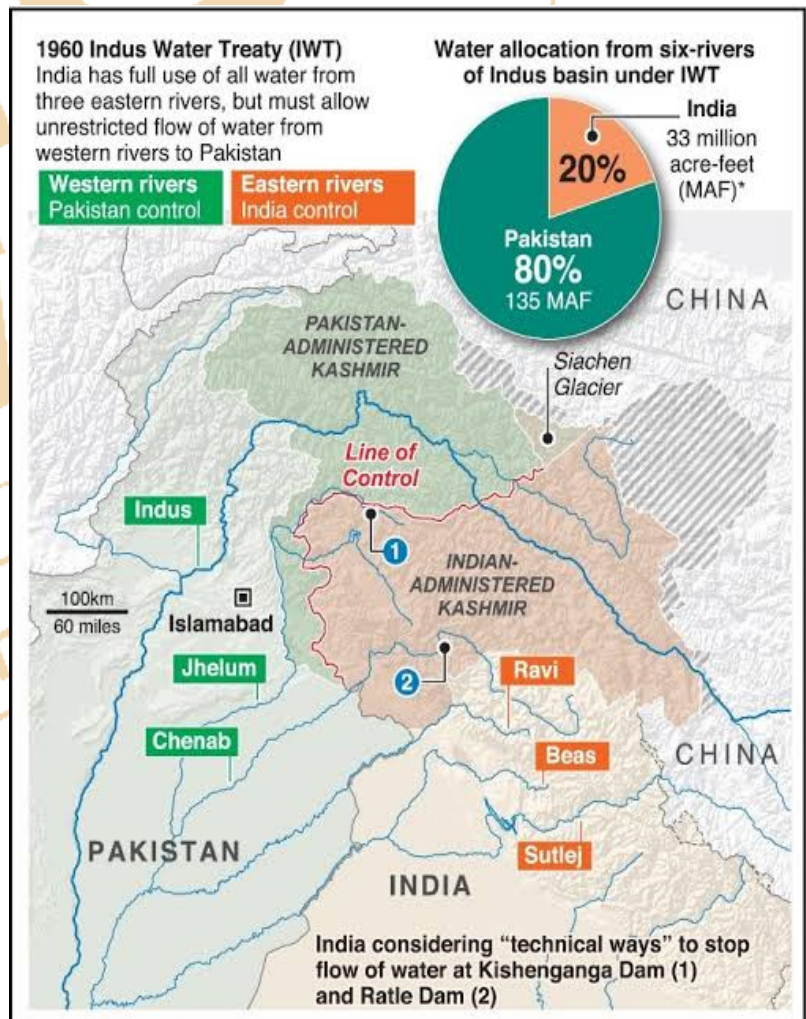 1960 Indus Water Treaty (IWT)
India has full use of all water from
three eastern rivers, but must allow
unrestricted flow of water from
western rivers to Pakistan
Western rivers
Pakistan control
Eastern rivers
India control
Water allocation from six-rivers
of Indus basin under IWT
India
33 million
acre-feet
(MAF)*
20%
Pakistan
80%
135 MAF
CHINA
PAKISTAN-
ADMINISTERED
KASHMIR
Siachen
Glacier
Line of
Control
Indus
1
INDIAN-
ADMINISTERED
KASHMIR
100km
60 miles
Islamabad
Jhelum
2
Ravi
Chenab
Beas
CHINA
PAKISTAN
Sutlej
INDIA
India considering “technical ways” to stop
flow of water at Kishenganga Dam (1)
and Ratle Dam (2)